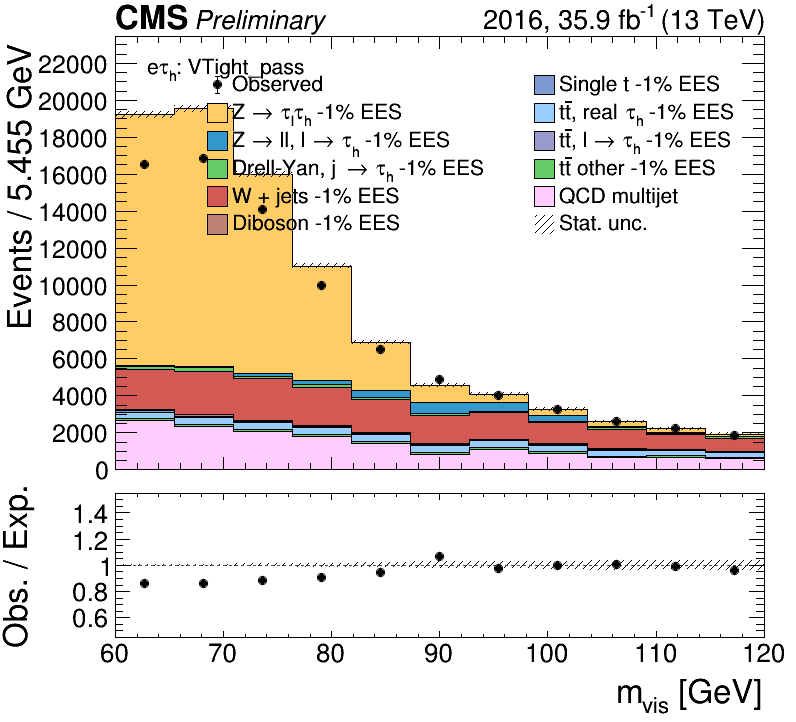 CMS Preliminary 2016, 35.9 fb⁻¹ (13 TeV)
Events / 5.455 GeV
eτh: VTight_pass
Observed
Z → τlτh -1% EES
Z → ll, l → τh -1% EES
Drell-Yan, j → τh -1% EES
W + jets -1% EES
Diboson -1% EES
Single t -1% EES
tt̄, real τh -1% EES
tt̄, l → τh -1% EES
tt̄ other -1% EES
QCD multijet
Stat. unc.
22000
20000
18000
16000
14000
12000
10000
8000
6000
4000
2000
0
Obs. / Exp.
1.4
1.2
1
0.8
0.6
60 70 80 90 100 110 120
mvis [GeV]